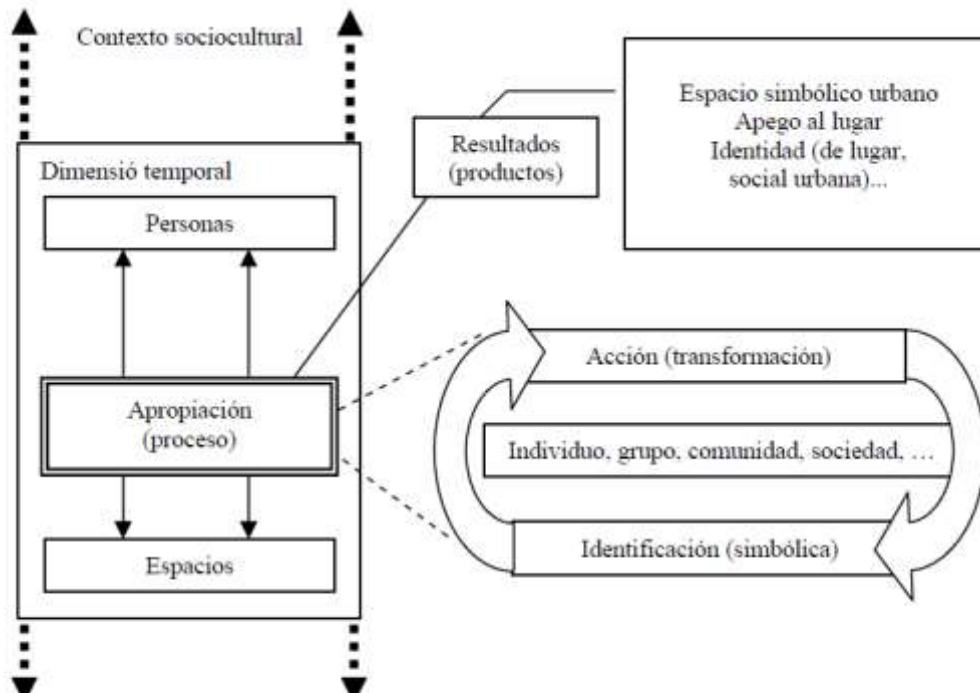 Contexto sociocultural
Dimensió temporal
Personas
Apropiación
(proceso)
Espacios
Resultados
(productos)
Espacio simbólico urbano
Apego al lugar
Identidad (de lugar,
social urbana)...
Acción (transformación)
Individuo, grupo, comunidad, sociedad, …
Identificación (simbólica)